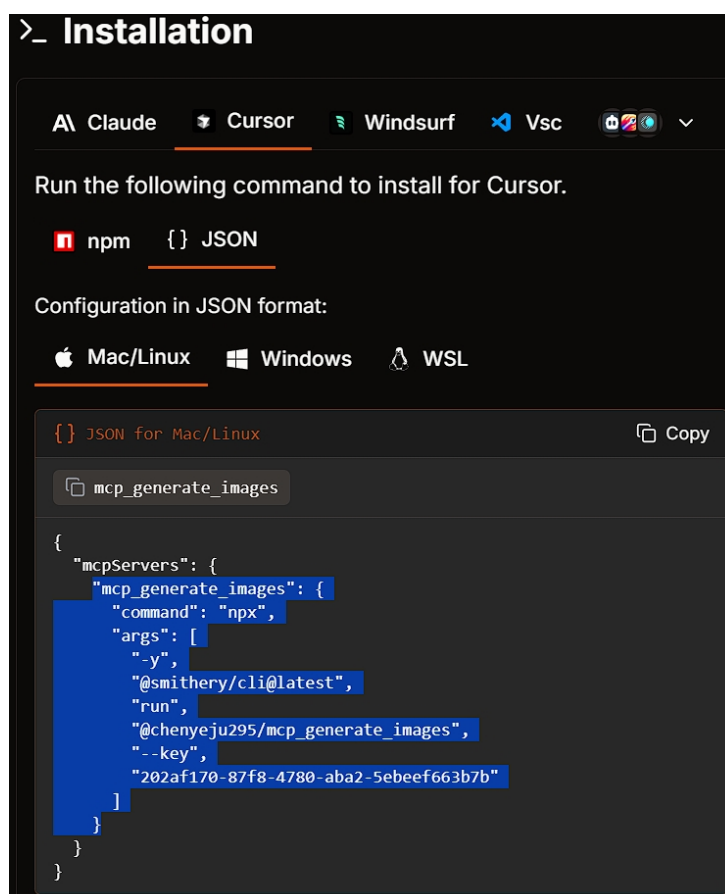 >_ Installation
A\ Claude Cursor Windsurf Vsc
Run the following command to install for Cursor.
npm {} JSON
Configuration in JSON format:
Mac/Linux Windows WSL
{} JSON for Mac/Linux Copy
mcp_generate_images
{
"mcpServers": {
"mcp_generate_images": {
"command": "npx",
"args": [
"-y",
"@smithery/cli@latest",
"run",
"@chenyeju295/mcp_generate_images",
"--key",
"202af170-87f8-4780-aba2-5ebeef663b7b"
]
}
}
}